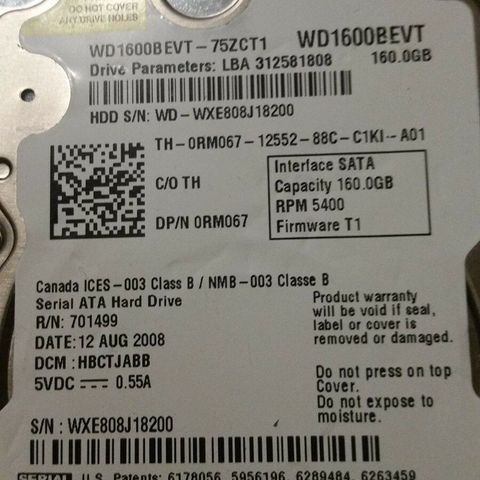 DO NOT COVER
ANY DRIVE HOLES
WD1600BEVT-75ZCT1 WD1600BEVT
Drive Parameters: LBA 312581808 160.0GB
HDD S/N: WD-WXE808J18200
TH-0RM067-12552-88C-C1KI-A01
C/O TH
DP/N 0RM067
Interface SATA
Capacity 160.0GB
RPM 5400
Firmware T1
Canada ICES-003 Class B / NMB-003 Classe B
Serial ATA Hard Drive
R/N: 701499
DATE: 12 AUG 2008
DCM : HBCTJABB
5VDC 0.55A
Product warranty
will be void if seal,
label or cover is
removed or damaged.
Do not press on top
Cover.
Do not expose to
moisture.
S/N : WXE808J18200
SERIAL U.S. Patents: 6178056, 5956196, 6289484, 6263459